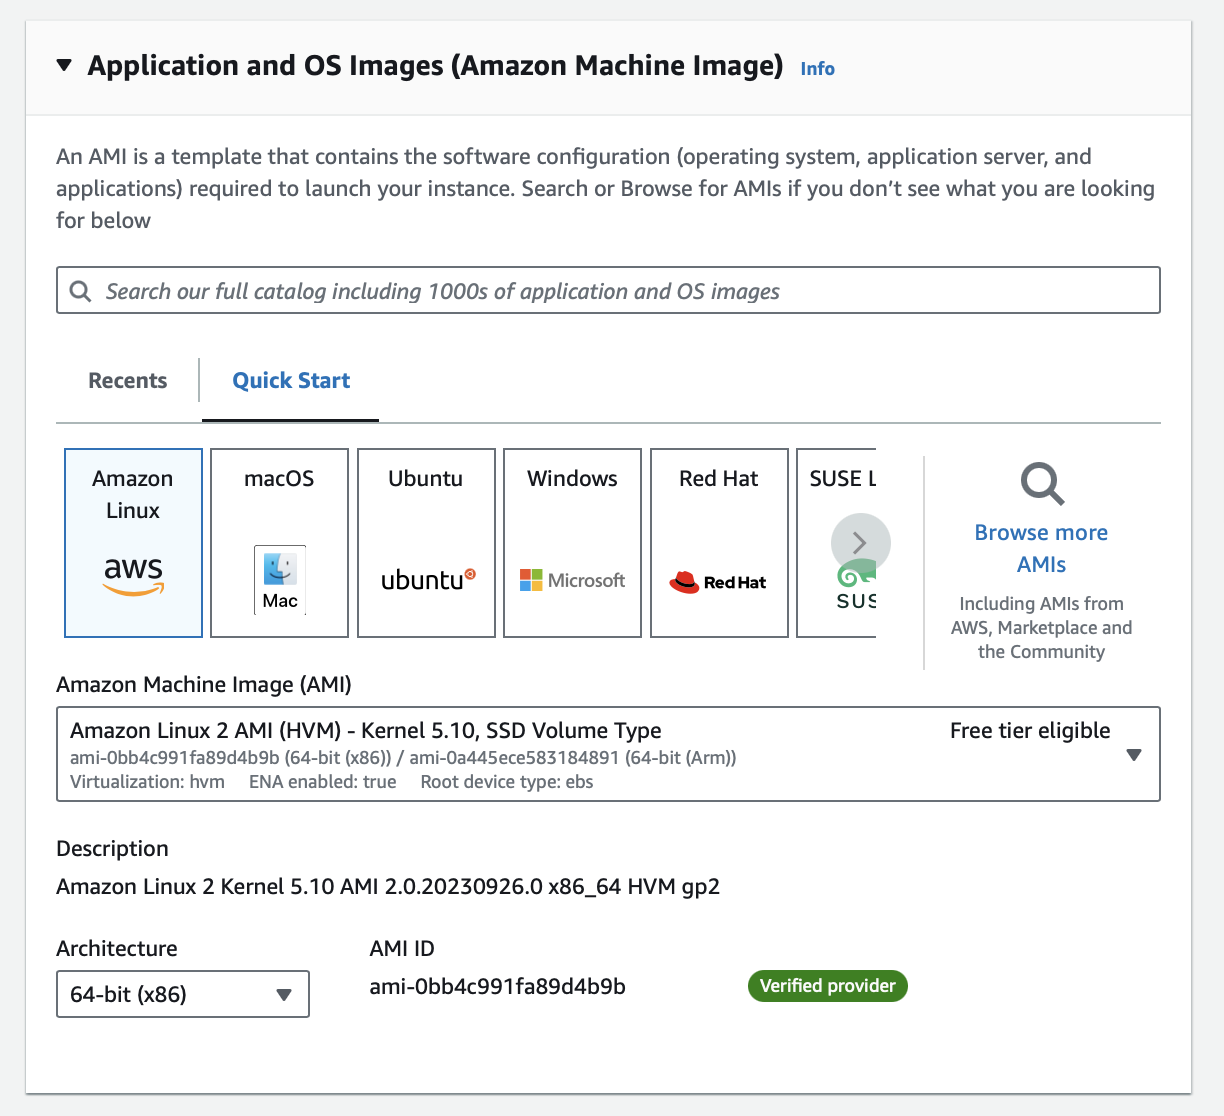 Application and OS Images (Amazon Machine Image) Info
An AMI is a template that contains the software configuration (operating system, application server, and
applications) required to launch your instance. Search or Browse for AMIs if you don’t see what you are looking
for below
Search our full catalog including 1000s of application and OS images
Recents
Quick Start
Amazon
Linux
aws
macOS
Mac
Ubuntu
ubuntu
Windows
Microsoft
Red Hat
Red Hat
SUSE L
SUS
Browse more
AMIs
Including AMIs from
AWS, Marketplace and
the Community
Amazon Machine Image (AMI)
Amazon Linux 2 AMI (HVM) - Kernel 5.10, SSD Volume Type
Free tier eligible
ami-0bb4c991fa89d4b9b (64-bit (x86)) / ami-0a445ece583184891 (64-bit (Arm))
Virtualization: hvm ENA enabled: true Root device type: ebs
Description
Amazon Linux 2 Kernel 5.10 AMI 2.0.20230926.0 x86_64 HVM gp2
Architecture
64-bit (x86)
AMI ID
ami-0bb4c991fa89d4b9b
Verified provider